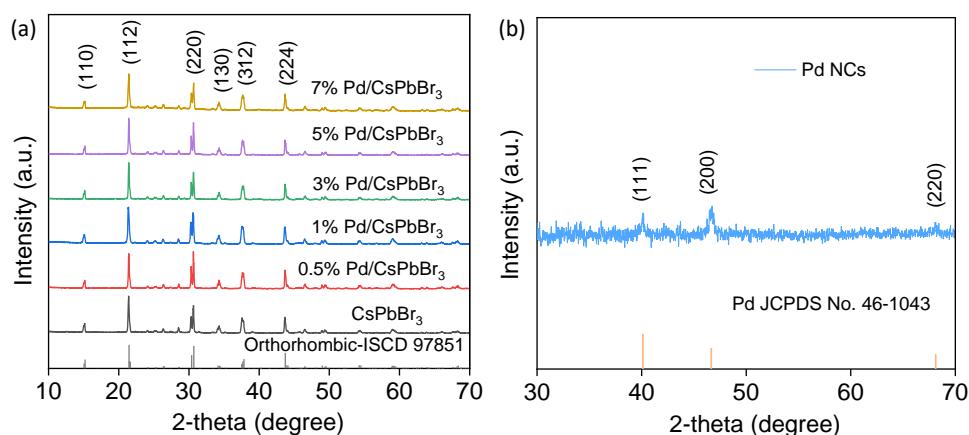 (a)
(110)
(112)
(220)
(130)
(312)
(224)
7% Pd/CsPbBr₃
5% Pd/CsPbBr₃
3% Pd/CsPbBr₃
1% Pd/CsPbBr₃
0.5% Pd/CsPbBr₃
CsPbBr₃
Orthorhombic-ISCD 97851
Intensity (a.u.)
10 20 30 40 50 60 70
2-theta (degree)
(b)
Pd NCs
(111)
(200)
(220)
Pd JCPDS No. 46-1043
Intensity (a.u.)
30 40 50 60 70
2-theta (degree)